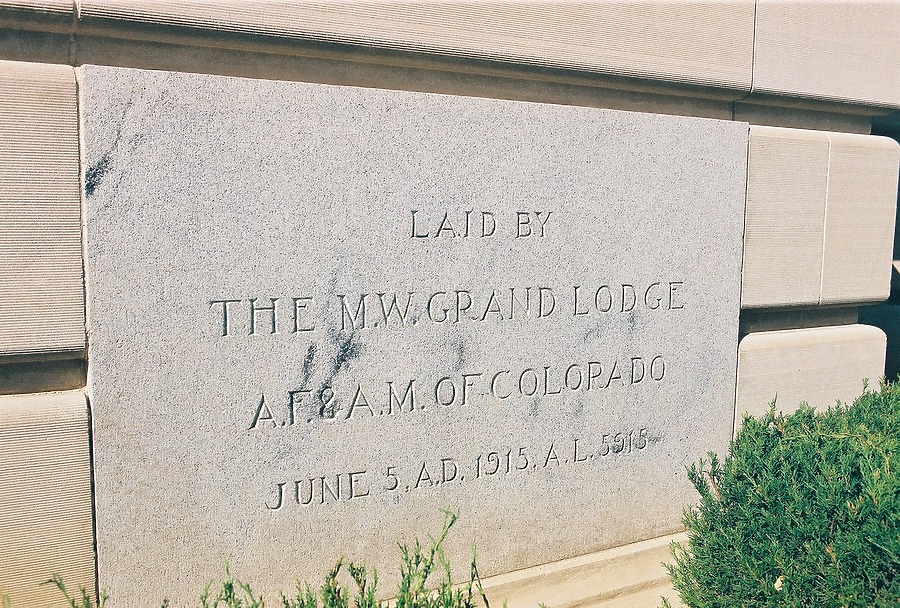 LAID BY
THE M.W. GRAND LODGE
A.F. & A.M. OF COLORADO
JUNE 5, A.D. 1915, A.L. 5915